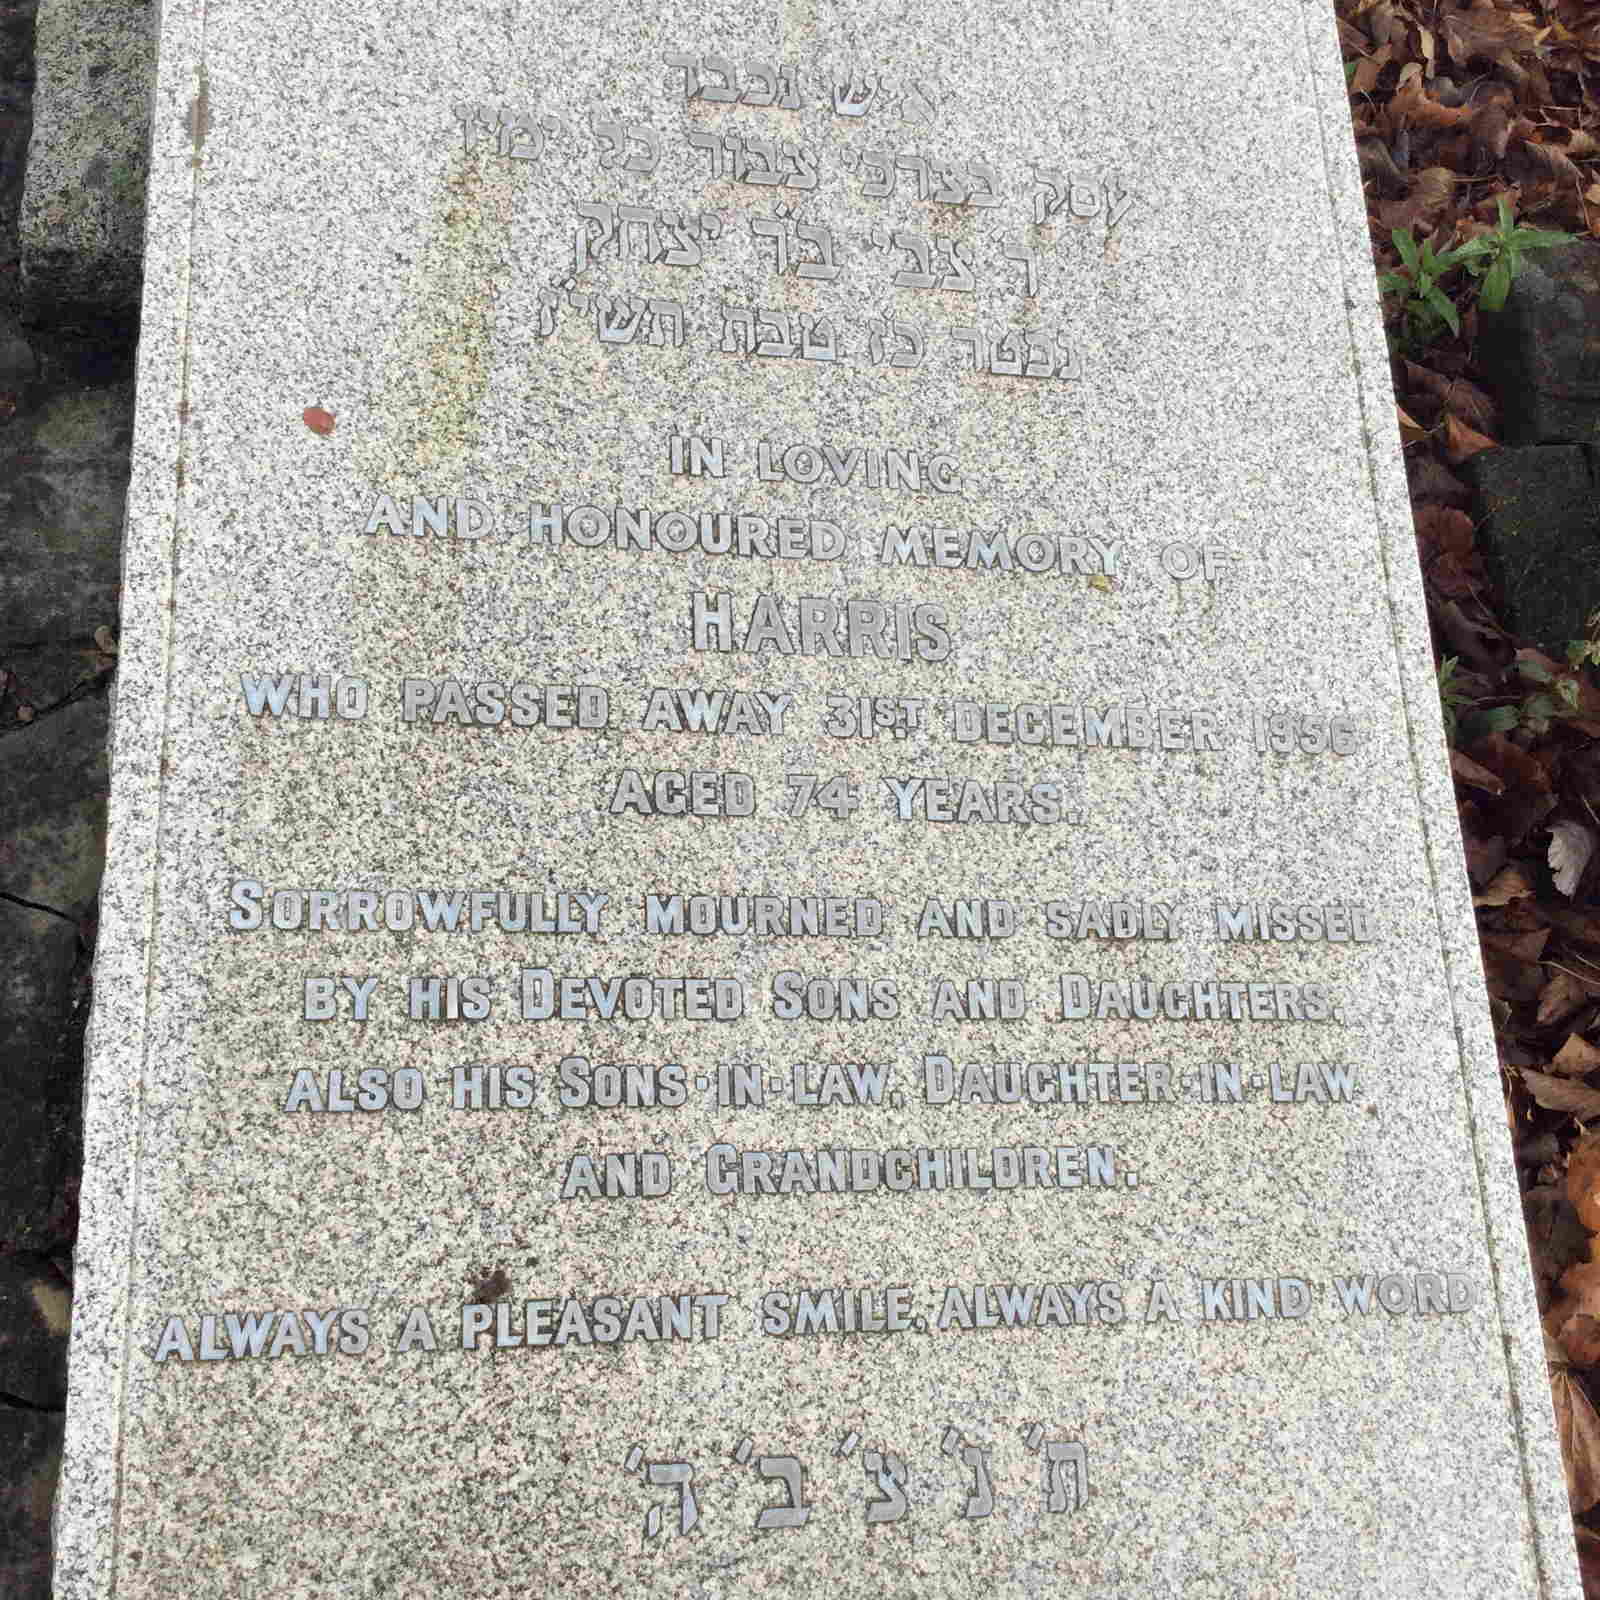 איש נכבד
עסק בצרכי צבור כל ימיו
ר' צבי ב"ר יצחק
נפטר כ"ז טבת תשי"ז
IN LOVING
AND HONOURED MEMORY OF
HARRIS
WHO PASSED AWAY 31ST DECEMBER 1956
AGED 74 YEARS.
SORROWFULLY MOURNED AND SADLY MISSED
BY HIS DEVOTED SONS AND DAUGHTERS,
ALSO HIS SONS·IN·LAW, DAUGHTER·IN·LAW
AND GRANDCHILDREN.
ALWAYS A PLEASANT SMILE, ALWAYS A KIND WORD
ת' נ' צ' ב' ה'